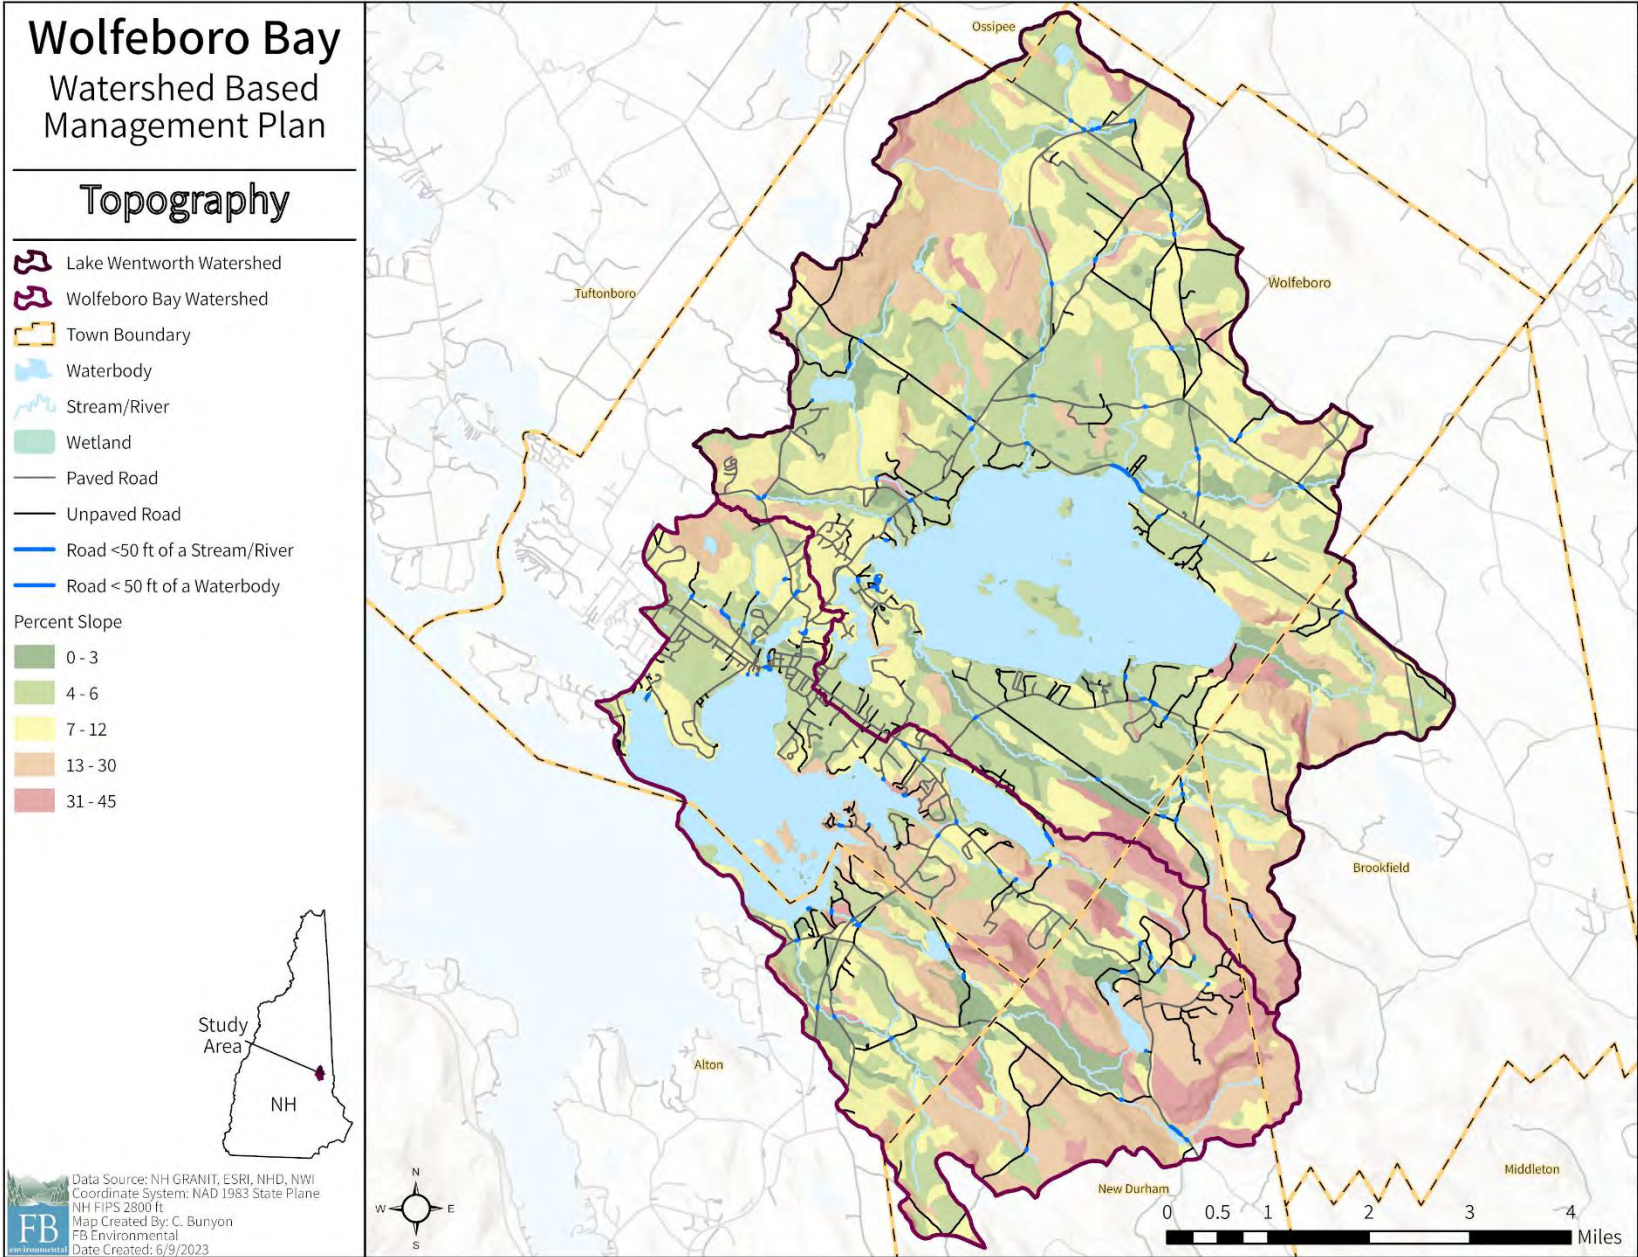 Wolfeboro Bay
Watershed Based
Management Plan
Topography
Lake Wentworth Watershed
Wolfeboro Bay Watershed
Town Boundary
Waterbody
Stream/River
Wetland
Paved Road
Unpaved Road
Road <50 ft of a Stream/River
Road < 50 ft of a Waterbody
Percent Slope
0 - 3
4 - 6
7 - 12
13 - 30
31 - 45
Study
Area
NH
FB
environmental
Data Source: NH GRANIT, ESRI, NHD, NWI
Coordinate System: NAD 1983 State Plane
NH FIPS 2800 ft
Map Created By: C. Bunyon
FB Environmental
Date Created: 6/9/2023
Ossipee
Tuftonboro
Wolfeboro
Brookfield
Alton
New Durham
Middleton
N
W E
S
0 0.5 1 2 3 4
Miles